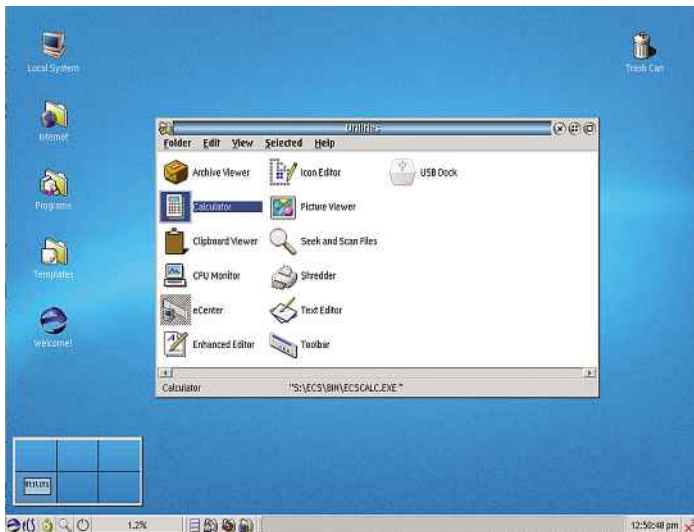 Local System
Trash Can
Internet
Programs
Templates
Welcome!
Utilities
Folder Edit View Selected Help
Archive Viewer
Icon Editor
USB Dock
Calculator
Picture Viewer
Clipboard Viewer
Seek and Scan Files
CPU Monitor
Shredder
eCenter
Text Editor
Enhanced Editor
Toolbar
Calculator "S:\ECS\BIN\ECSCALC.EXE "
1.2%
12:50:48 pm